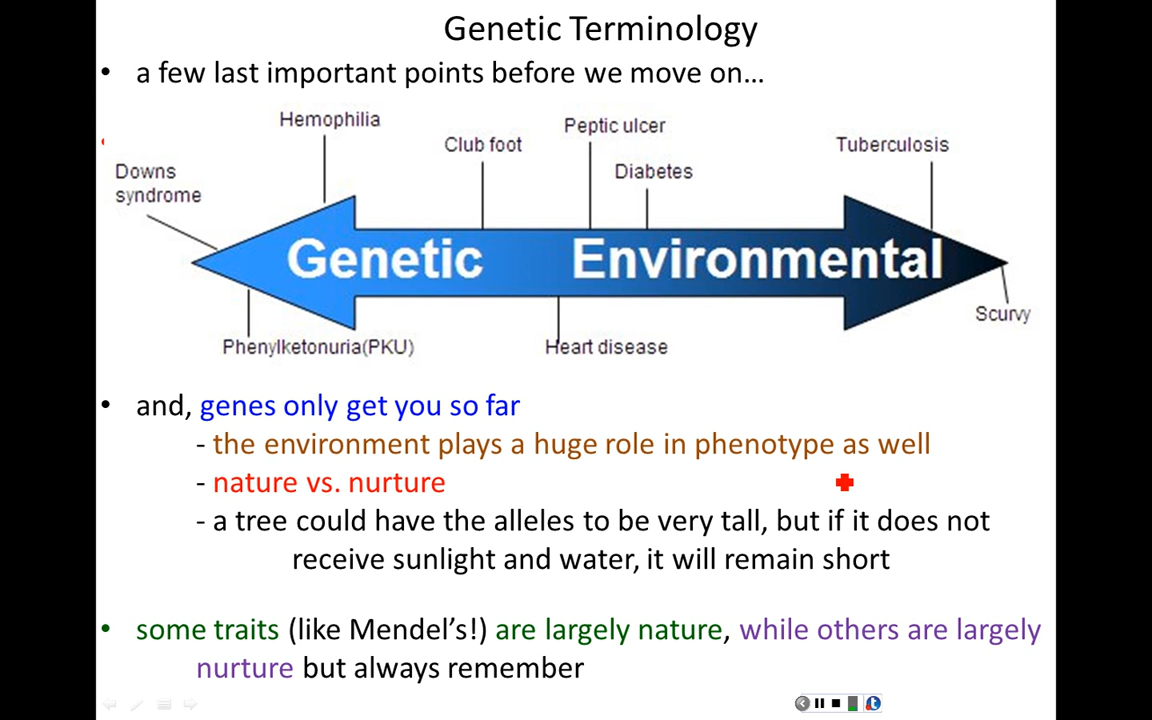 Genetic Terminology
• a few last important points before we move on...
Hemophilia
Peptic ulcer
Club foot
Tuberculosis
Downs
syndrome
Diabetes
Genetic Environmental
Scurvy
Phenylketonuria(PKU)
Heart disease
• and, genes only get you so far
- the environment plays a huge role in phenotype as well
- nature vs. nurture
- a tree could have the alleles to be very tall, but if it does not
receive sunlight and water, it will remain short
• some traits (like Mendel's!) are largely nature, while others are largely
nurture but always remember